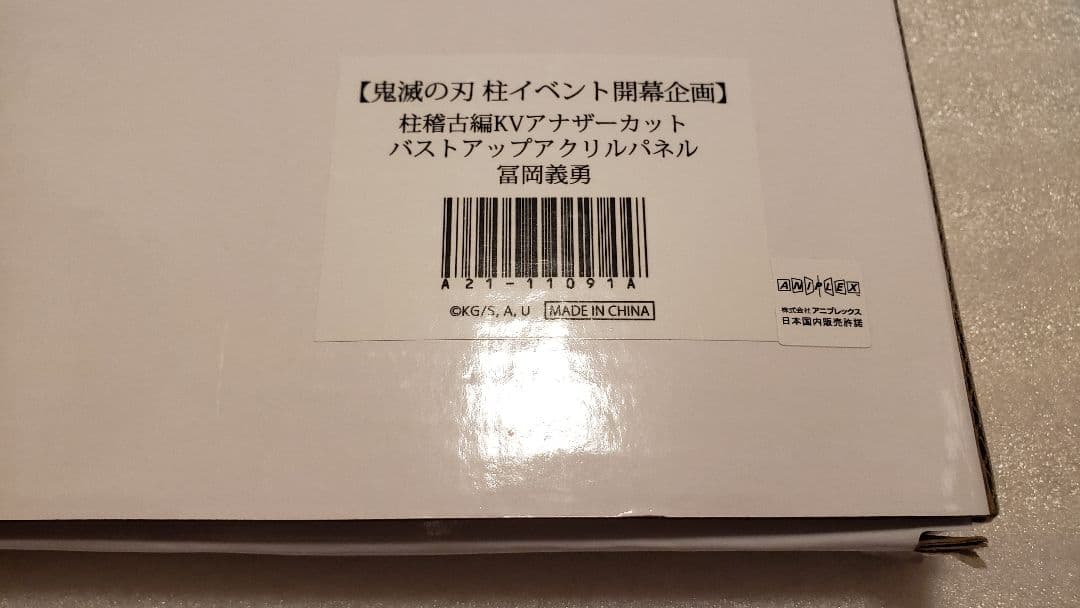 【鬼滅の刃 柱イベント開幕企画】
柱稽古編KVアナザーカット
バストアップアクリルパネル
冨岡義勇
A21-11091A
©KG/S, A, U MADE IN CHINA
ANIPLEX
株式会社アニプレックス
日本国内販売許諾